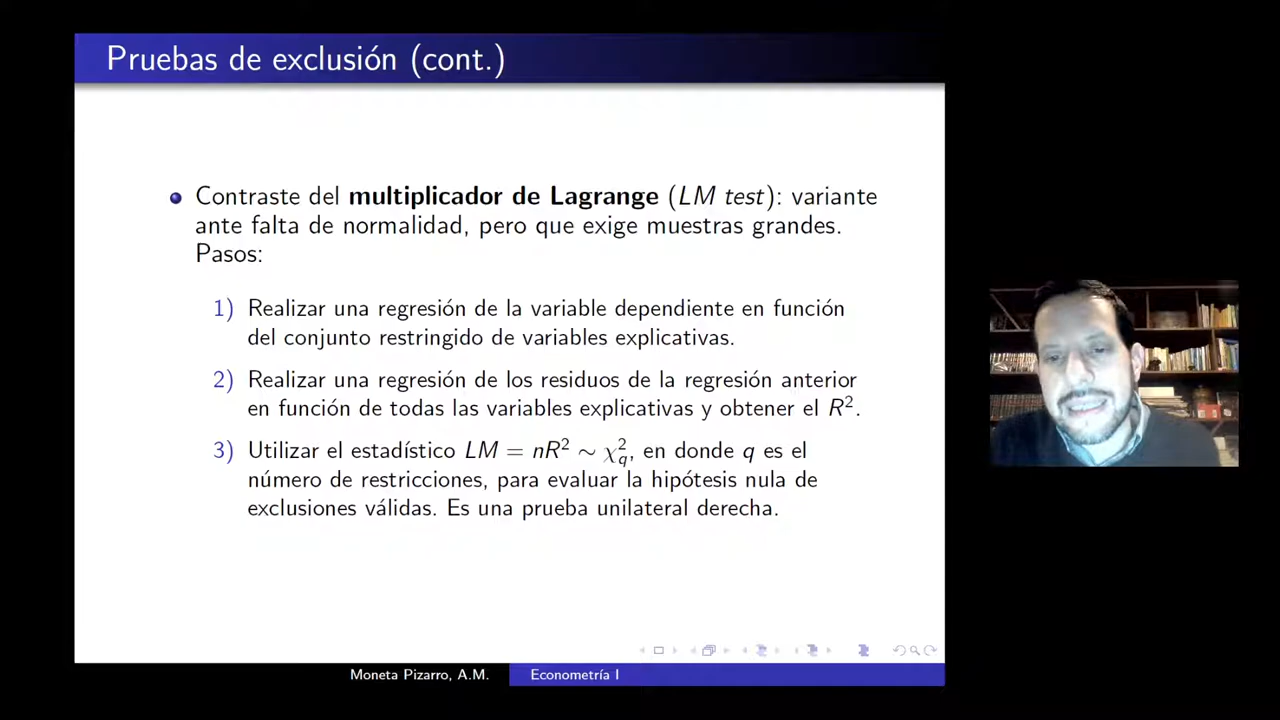 Pruebas de exclusión (cont.)
Contraste del multiplicador de Lagrange (LM test): variante
ante falta de normalidad, pero que exige muestras grandes.
Pasos:
1) Realizar una regresión de la variable dependiente en función
del conjunto restringido de variables explicativas.
2) Realizar una regresión de los residuos de la regresión anterior
en función de todas las variables explicativas y obtener el R².
3) Utilizar el estadístico LM = nR² ∼ χ²_q, en donde q es el
número de restricciones, para evaluar la hipótesis nula de
exclusiones válidas. Es una prueba unilateral derecha.
Moneta Pizarro, A.M.
Econometría I